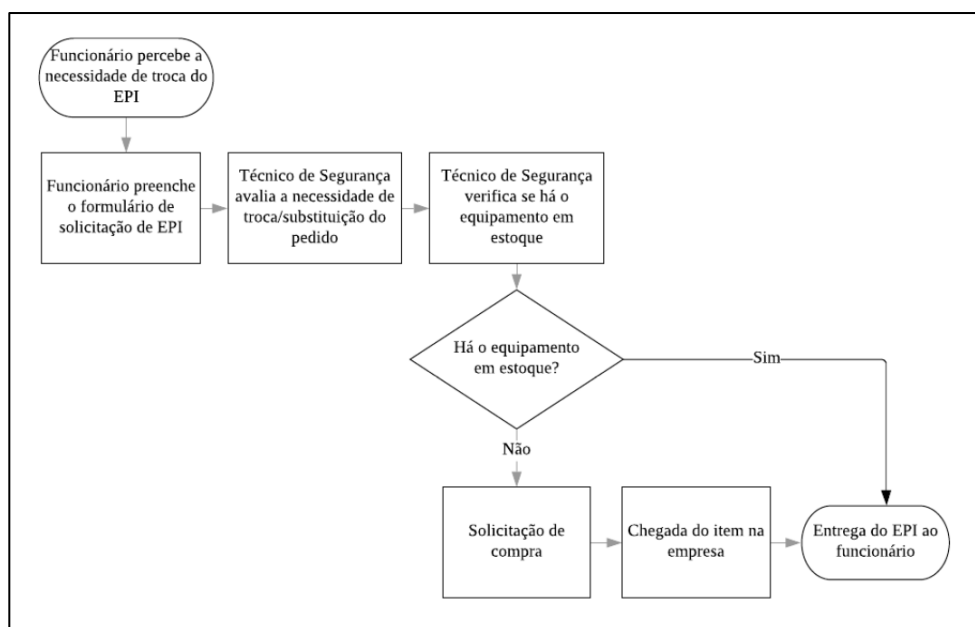 Funcionário percebe a
necessidade de troca do
EPI
Funcionário preenche
o formulário de
solicitação de EPI
Técnico de Segurança
avalia a necessidade de
troca/substituição do
pedido
Técnico de Segurança
verifica se há o
equipamento em
estoque
Há o equipamento
em estoque?
Sim
Não
Solicitação de
compra
Chegada do item na
empresa
Entrega do EPI ao
funcionário